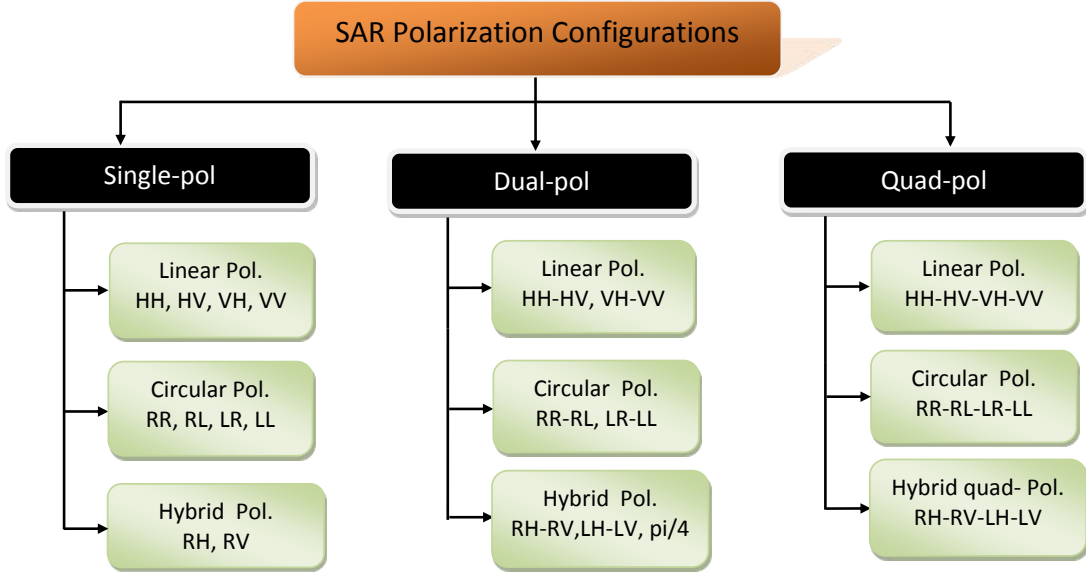 SAR Polarization Configurations
Single-pol
Linear Pol.
HH, HV, VH, VV
Circular Pol.
RR, RL, LR, LL
Hybrid Pol.
RH, RV
Dual-pol
Linear Pol.
HH-HV, VH-VV
Circular Pol.
RR-RL, LR-LL
Hybrid Pol.
RH-RV,LH-LV, pi/4
Quad-pol
Linear Pol.
HH-HV-VH-VV
Circular Pol.
RR-RL-LR-LL
Hybrid quad- Pol.
RH-RV-LH-LV